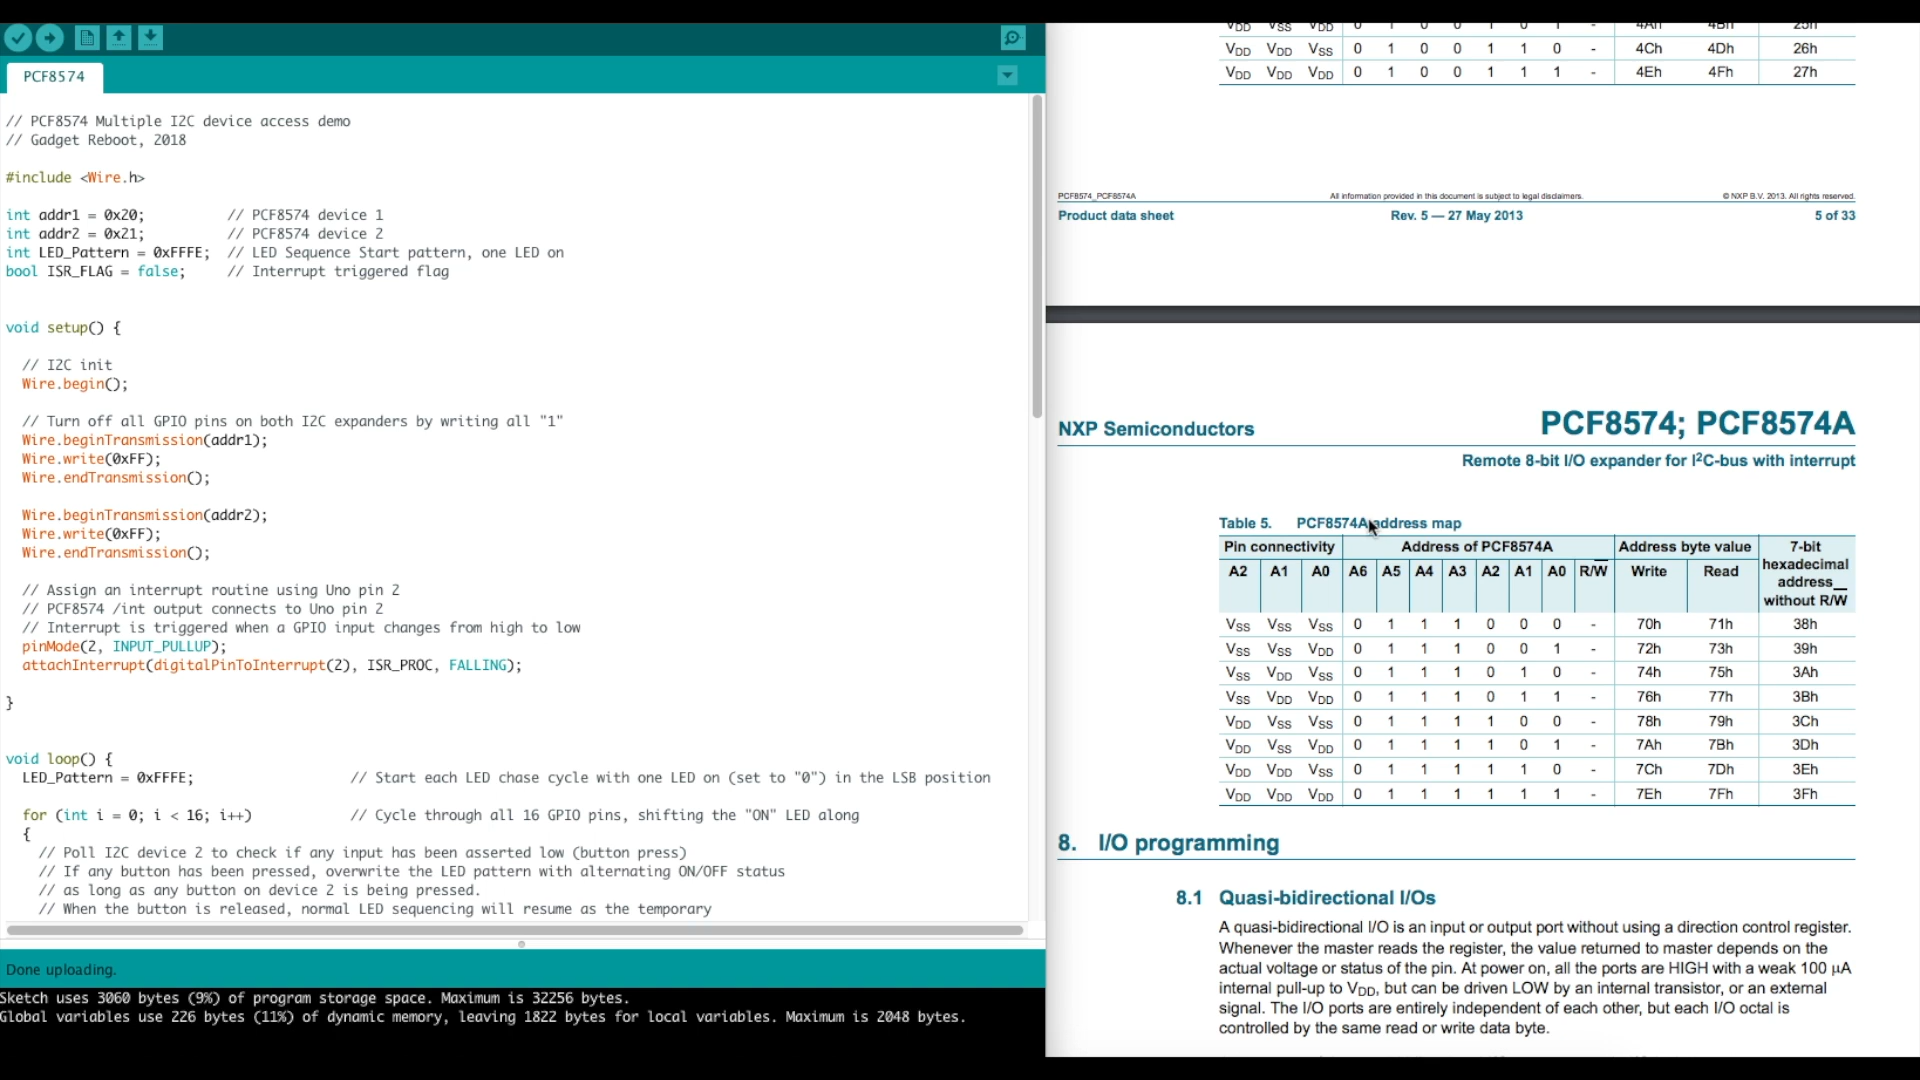 PCF8574
// PCF8574 Multiple I2C device access demo
// Gadget Reboot, 2018
#include <Wire.h>
int addr1 = 0x20;          // PCF8574 device 1
int addr2 = 0x21;          // PCF8574 device 2
int LED_Pattern = 0xFFFE;  // LED Sequence Start pattern, one LED on
bool ISR_FLAG = false;     // Interrupt triggered flag
void setup() {
  // I2C init
  Wire.begin();
  // Turn off all GPIO pins on both I2C expanders by writing all "1"
  Wire.beginTransmission(addr1);
  Wire.write(0xFF);
  Wire.endTransmission();
  Wire.beginTransmission(addr2);
  Wire.write(0xFF);
  Wire.endTransmission();
  // Assign an interrupt routine using Uno pin 2
  // PCF8574 /int output connects to Uno pin 2
  // Interrupt is triggered when a GPIO input changes from high to low
  pinMode(2, INPUT_PULLUP);
  attachInterrupt(digitalPinToInterrupt(2), ISR_PROC, FALLING);
}
void loop() {
  LED_Pattern = 0xFFFE;                   // Start each LED chase cycle with one LED on (set to "0") in the LSB position
  for (int i = 0; i < 16; i++)            // Cycle through all 16 GPIO pins, shifting the "ON" LED along
  {
    // Poll I2C device 2 to check if any input has been asserted low (button press)
    // If any button has been pressed, overwrite the LED pattern with alternating ON/OFF status
    // as long as any button on device 2 is being pressed.
    // When the button is released, normal LED sequencing will resume as the temporary
Done uploading.
Sketch uses 3060 bytes (9%) of program storage space. Maximum is 32256 bytes.
Global variables use 226 bytes (11%) of dynamic memory, leaving 1822 bytes for local variables. Maximum is 2048 bytes.
VDD VSS VDD 0 1 0 0 1 0 1 - 4Ah 4Bh 25h
VDD VDD VSS 0 1 0 0 1 1 0 - 4Ch 4Dh 26h
VDD VDD VDD 0 1 0 0 1 1 1 - 4Eh 4Fh 27h
PCF8574_PCF8574A All information provided in this document is subject to legal disclaimers. © NXP B.V. 2013. All rights reserved.
Product data sheet Rev. 5 — 27 May 2013 5 of 33
NXP Semiconductors PCF8574; PCF8574A
Remote 8-bit I/O expander for I2C-bus with interrupt
Table 5. PCF8574A address map
Pin connectivity Address of PCF8574A Address byte value 7-bit hexadecimal address without R/W
A2 A1 A0 A6 A5 A4 A3 A2 A1 A0 R/W Write Read
VSS VSS VSS 0 1 1 1 0 0 0 - 70h 71h 38h
VSS VSS VDD 0 1 1 1 0 0 1 - 72h 73h 39h
VSS VDD VSS 0 1 1 1 0 1 0 - 74h 75h 3Ah
VSS VDD VDD 0 1 1 1 0 1 1 - 76h 77h 3Bh
VDD VSS VSS 0 1 1 1 1 0 0 - 78h 79h 3Ch
VDD VSS VDD 0 1 1 1 1 0 1 - 7Ah 7Bh 3Dh
VDD VDD VSS 0 1 1 1 1 1 0 - 7Ch 7Dh 3Eh
VDD VDD VDD 0 1 1 1 1 1 1 - 7Eh 7Fh 3Fh
8. I/O programming
8.1 Quasi-bidirectional I/Os
A quasi-bidirectional I/O is an input or output port without using a direction control register.
Whenever the master reads the register, the value returned to master depends on the
actual voltage or status of the pin. At power on, all the ports are HIGH with a weak 100 μA
internal pull-up to VDD, but can be driven LOW by an internal transistor, or an external
signal. The I/O ports are entirely independent of each other, but each I/O octal is
controlled by the same read or write data byte.